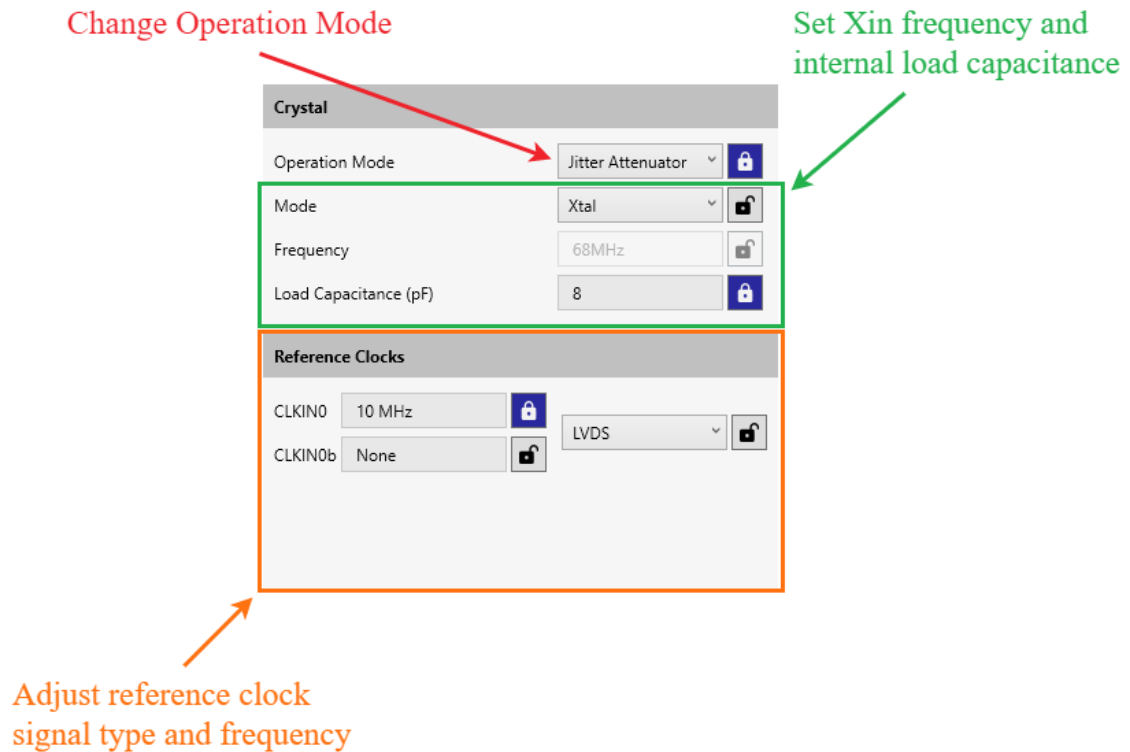 Change Operation Mode
Set Xin frequency and
internal load capacitance
Crystal
Operation Mode Jitter Attenuator
Mode Xtal
Frequency 68MHz
Load Capacitance (pF) 8
Reference Clocks
CLKIN0 10 MHz
LVDS
CLKIN0b None
Adjust reference clock
signal type and frequency